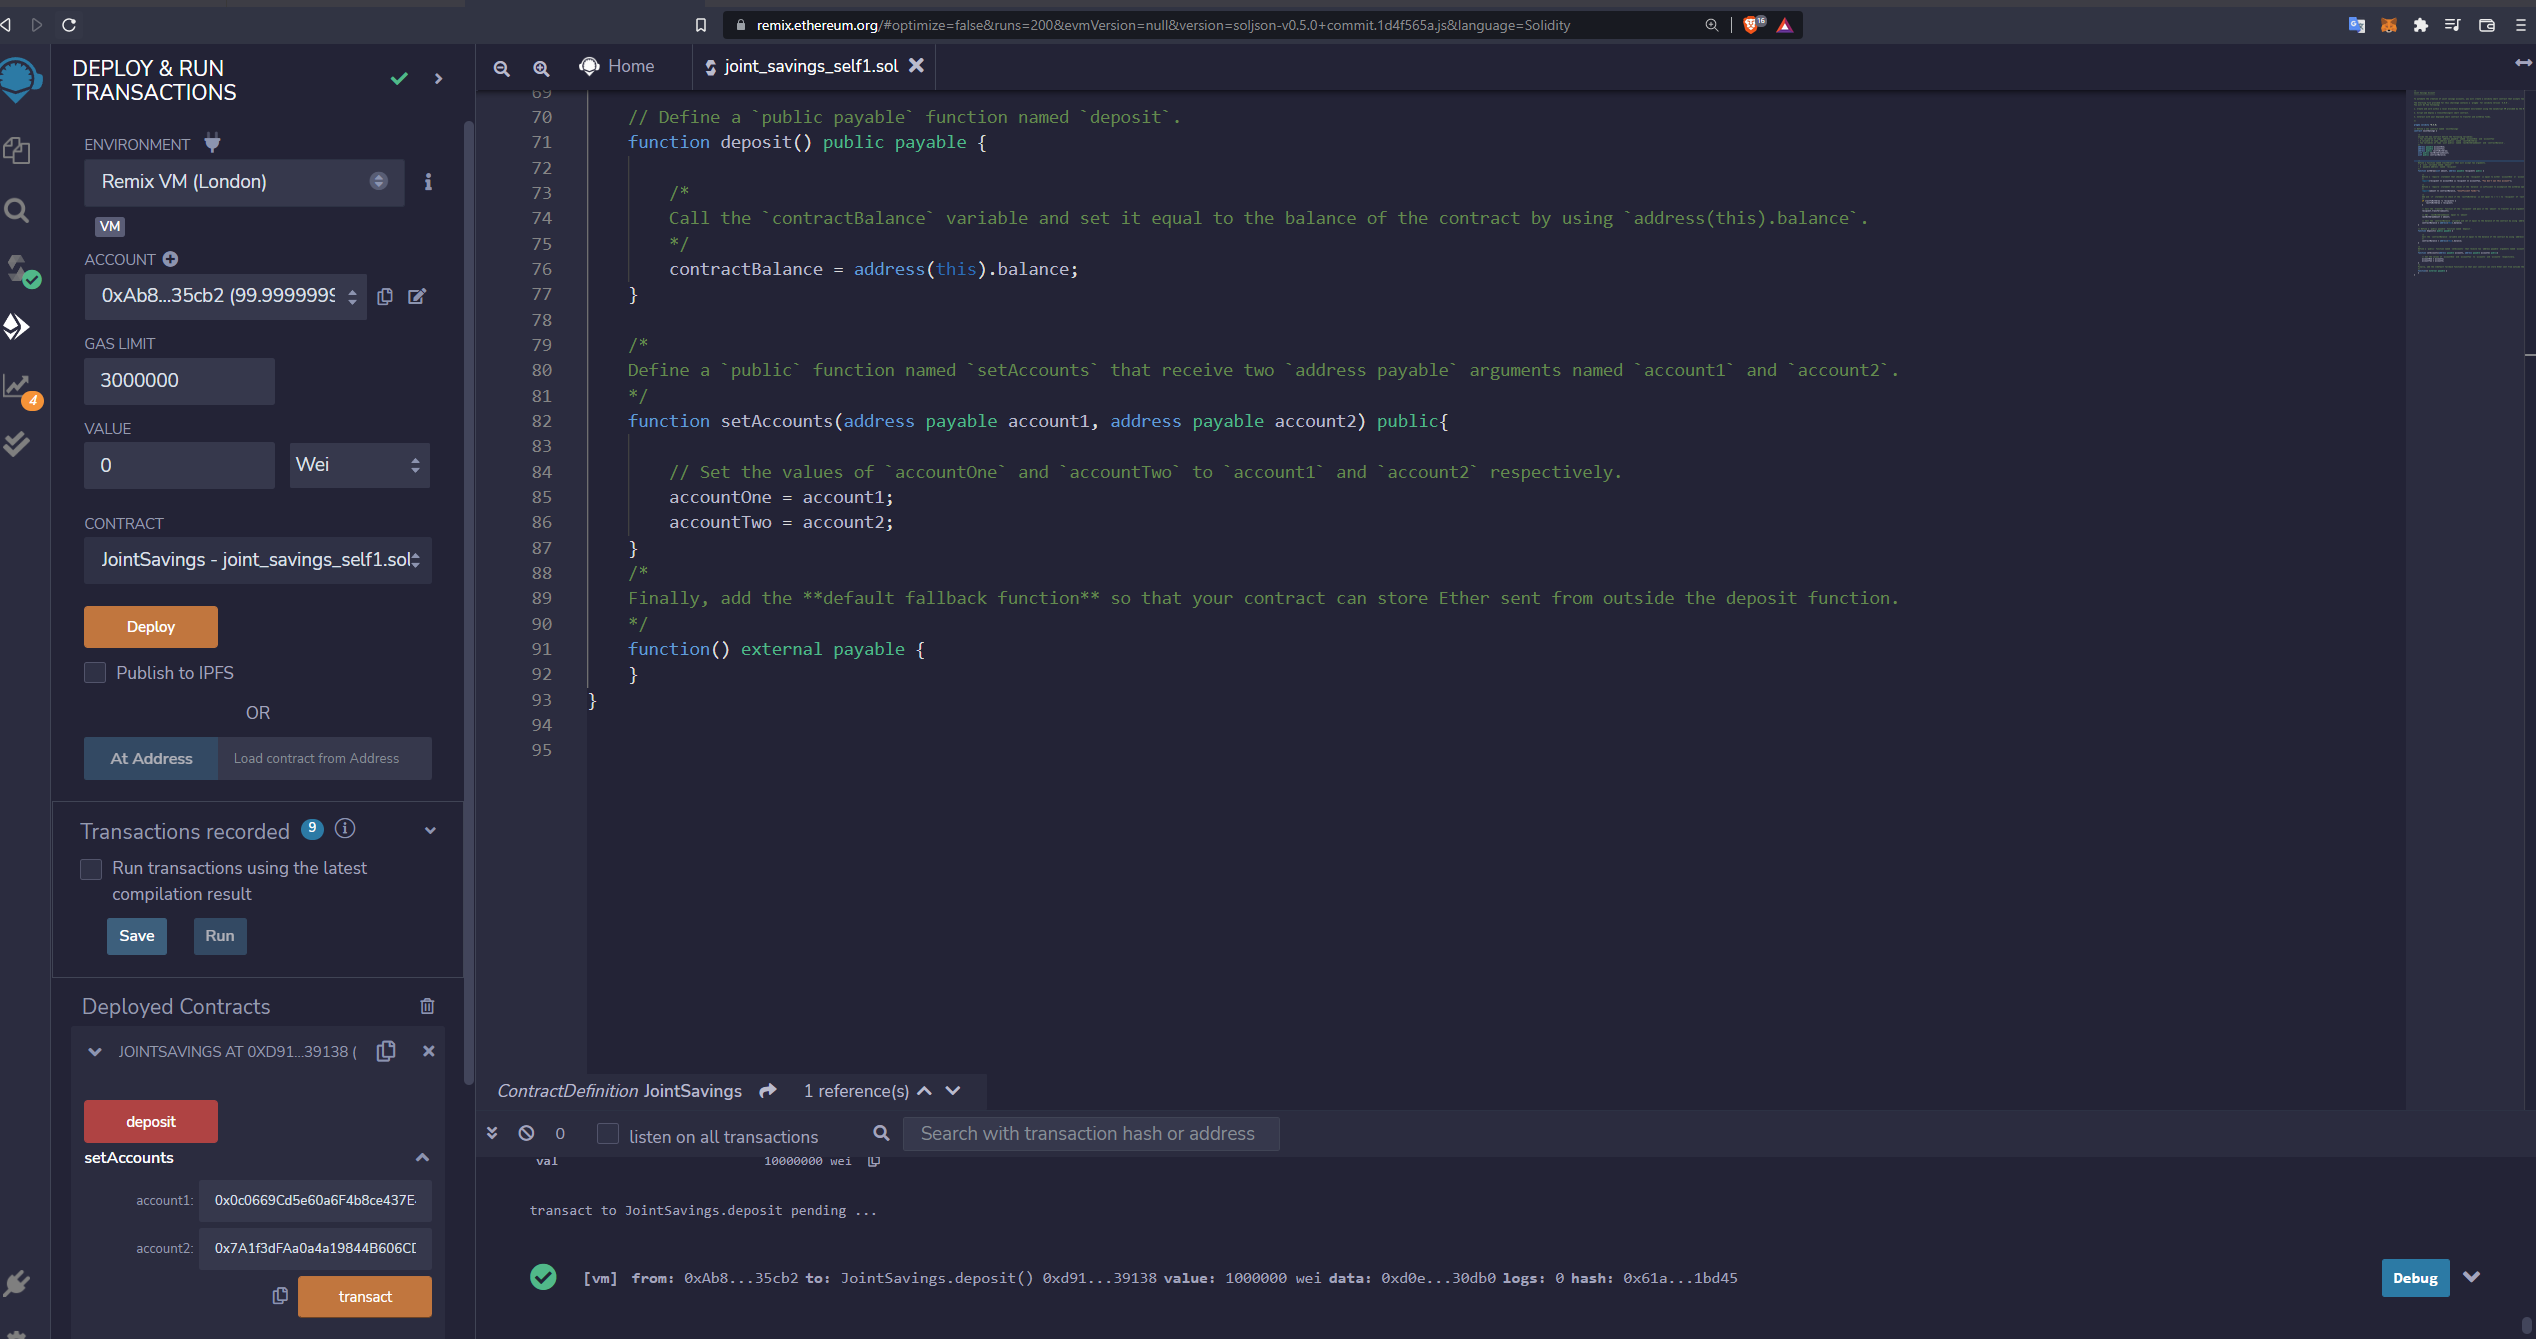 remix.ethereum.org/#optimize=false&runs=200&evmVersion=null&version=soljson-v0.5.0+commit.1d4f565a.js&language=Solidity
16
DEPLOY & RUN
TRANSACTIONS
ENVIRONMENT
Remix VM (London)
VM
ACCOUNT
0xAb8...35cb2 (99.9999999
GAS LIMIT
3000000
4
VALUE
0
Wei
CONTRACT
JointSavings - joint_savings_self1.sol
Deploy
Publish to IPFS
OR
At Address
Load contract from Address
Transactions recorded 9
Run transactions using the latest
compilation result
Save
Run
Deployed Contracts
JOINTSAVINGS AT 0XD91...39138 (
deposit
setAccounts
account1: 0x0c0669Cd5e60a6F4b8ce437E
account2: 0x7A1f3dFAa0a4a19844B606CD
transact
Home
joint_savings_self1.sol
69
70 // Define a `public payable` function named `deposit`.
71 function deposit() public payable {
72
73 /*
74 Call the `contractBalance` variable and set it equal to the balance of the contract by using `address(this).balance`.
75 */
76 contractBalance = address(this).balance;
77 }
78
79 /*
80 Define a `public` function named `setAccounts` that receive two `address payable` arguments named `account1` and `account2`.
81 */
82 function setAccounts(address payable account1, address payable account2) public{
83
84 // Set the values of `accountOne` and `accountTwo` to `account1` and `account2` respectively.
85 accountOne = account1;
86 accountTwo = account2;
87 }
88 /*
89 Finally, add the **default fallback function** so that your contract can store Ether sent from outside the deposit function.
90 */
91 function() external payable {
92 }
93 }
94
95
ContractDefinition JointSavings 1 reference(s)
0 listen on all transactions Search with transaction hash or address
val 10000000 wei
transact to JointSavings.deposit pending ...
[vm] from: 0xAb8...35cb2 to: JointSavings.deposit() 0xd91...39138 value: 1000000 wei data: 0xd0e...30db0 logs: 0 hash: 0x61a...1bd45
Debug